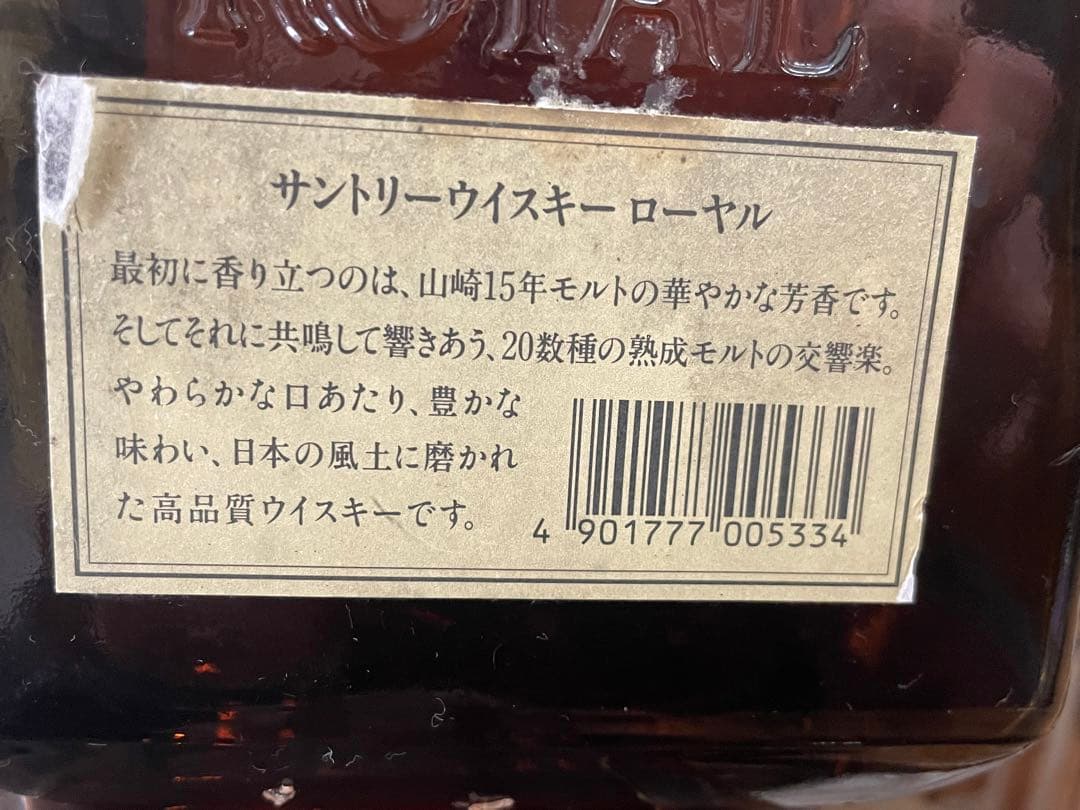 ROYAL
サントリーウイスキー ローヤル
最初に香り立つのは、山崎15年モルトの華やかな芳香です。
そしてそれに共鳴して響きあう、20数種の熟成モルトの交響楽。
やわらかな口あたり、豊かな
味わい、日本の風土に磨かれ
た高品質ウイスキーです。
4 901777 005334